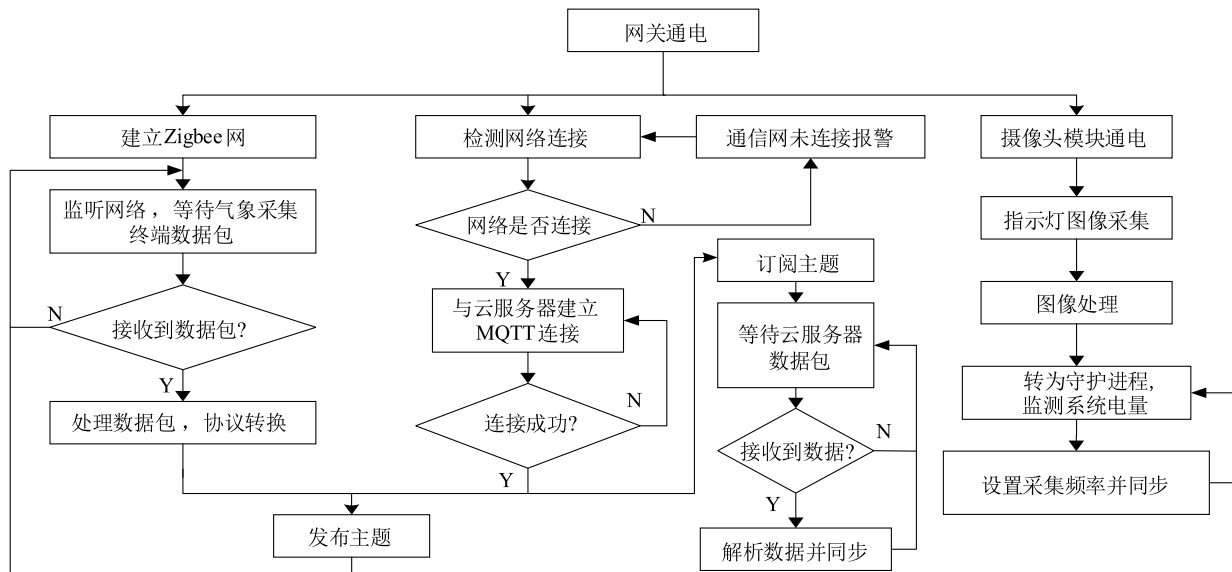 网关通电
建立Zigbee网
监听网络，等待气象采集
终端数据包
N
接收到数据包?
Y
处理数据包，协议转换
检测网络连接
通信网未连接报警
网络是否连接
N
Y
与云服务器建立
MQTT连接
N
连接成功?
Y
发布主题
订阅主题
等待云服务器
数据包
接收到数据?
N
Y
解析数据并同步
摄像头模块通电
指示灯图像采集
图像处理
转为守护进程,
监测系统电量
设置采集频率并同步